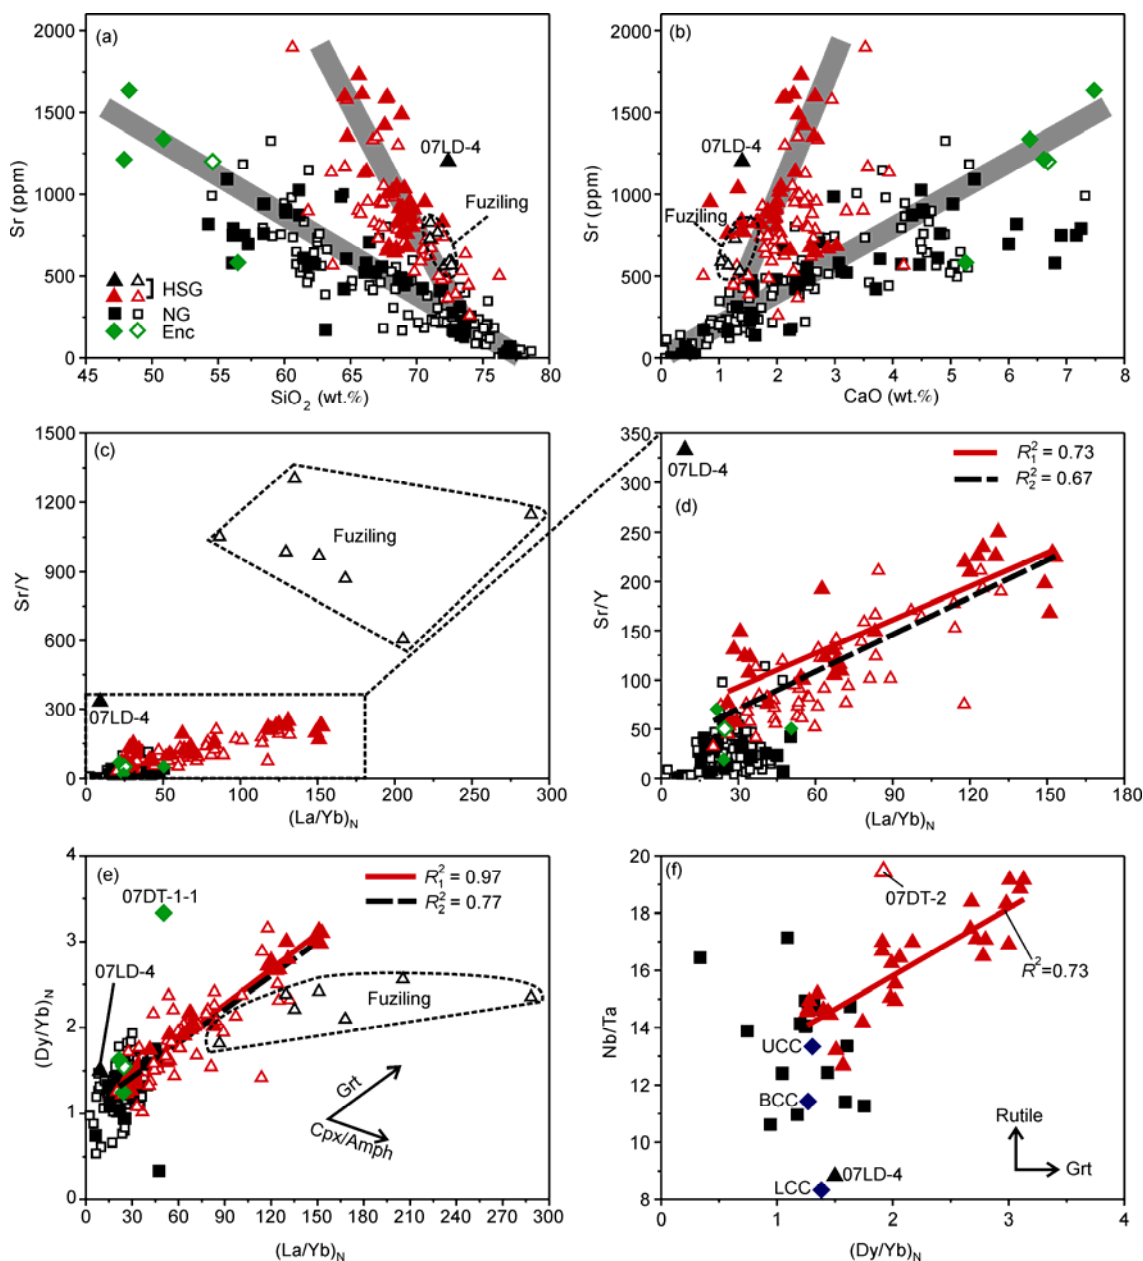 (a)
2000
1500
1000
500
0
Sr (ppm)
07LD-4
Fuziling
HSG
NG
Enc
45 50 55 60 65 70 75 80
SiO2 (wt.%)
(b)
2000
1500
1000
500
0
Sr (ppm)
07LD-4
Fuziling
1 2 3 4 5 6 7 8
CaO (wt.%)
(c)
1500
1200
900
600
300
0
Sr/Y
Fuziling
07LD-4
0 50 100 150 200 250 300
(La/Yb)N
(d)
350
300
250
200
150
100
50
0
Sr/Y
07LD-4
R₁² = 0.73
R₂² = 0.67
0 30 60 90 120 150 180
(La/Yb)N
(e)
4
3
2
1
0
(Dy/Yb)N
07DT-1-1
R₁² = 0.97
R₂² = 0.77
07LD-4
Fuziling
Grt
Cpx/Amph
0 30 60 90 120 150 180 210 240 270 300
(La/Yb)N
(f)
20
18
16
14
12
10
8
Nb/Ta
07DT-2
R²=0.73
UCC
BCC
LCC
07LD-4
Rutile
Grt
0 1 2 3 4
(Dy/Yb)N